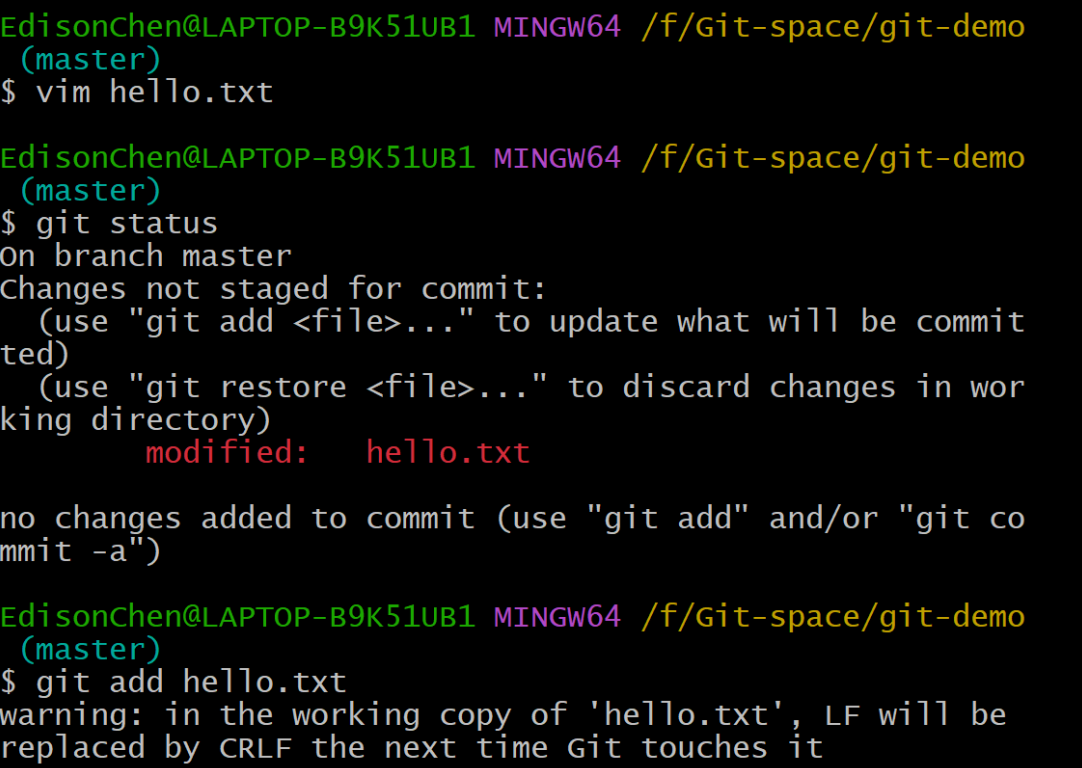 EdisonChen@LAPTOP-B9K51UB1 MINGW64 /f/Git-space/git-demo
 (master)
$ vim hello.txt
EdisonChen@LAPTOP-B9K51UB1 MINGW64 /f/Git-space/git-demo
 (master)
$ git status
On branch master
Changes not staged for commit:
  (use "git add <file>..." to update what will be commit
ted)
  (use "git restore <file>..." to discard changes in wor
king directory)
        modified:   hello.txt
no changes added to commit (use "git add" and/or "git co
mmit -a")
EdisonChen@LAPTOP-B9K51UB1 MINGW64 /f/Git-space/git-demo
 (master)
$ git add hello.txt
warning: in the working copy of 'hello.txt', LF will be
replaced by CRLF the next time Git touches it